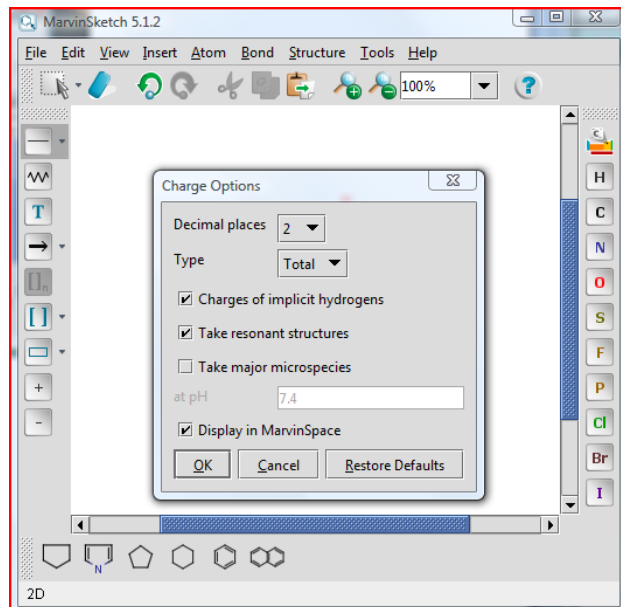 MarvinSketch 5.1.2
File Edit View Insert Atom Bond Structure Tools Help
100%
Charge Options
Decimal places 2
Type Total
Charges of implicit hydrogens
Take resonant structures
Take major microspecies
at pH 7.4
Display in MarvinSpace
OK Cancel Restore Defaults
T
[ ]n
[ ]
+
-
C
H
C
N
O
S
F
P
Cl
Br
I
N
2D